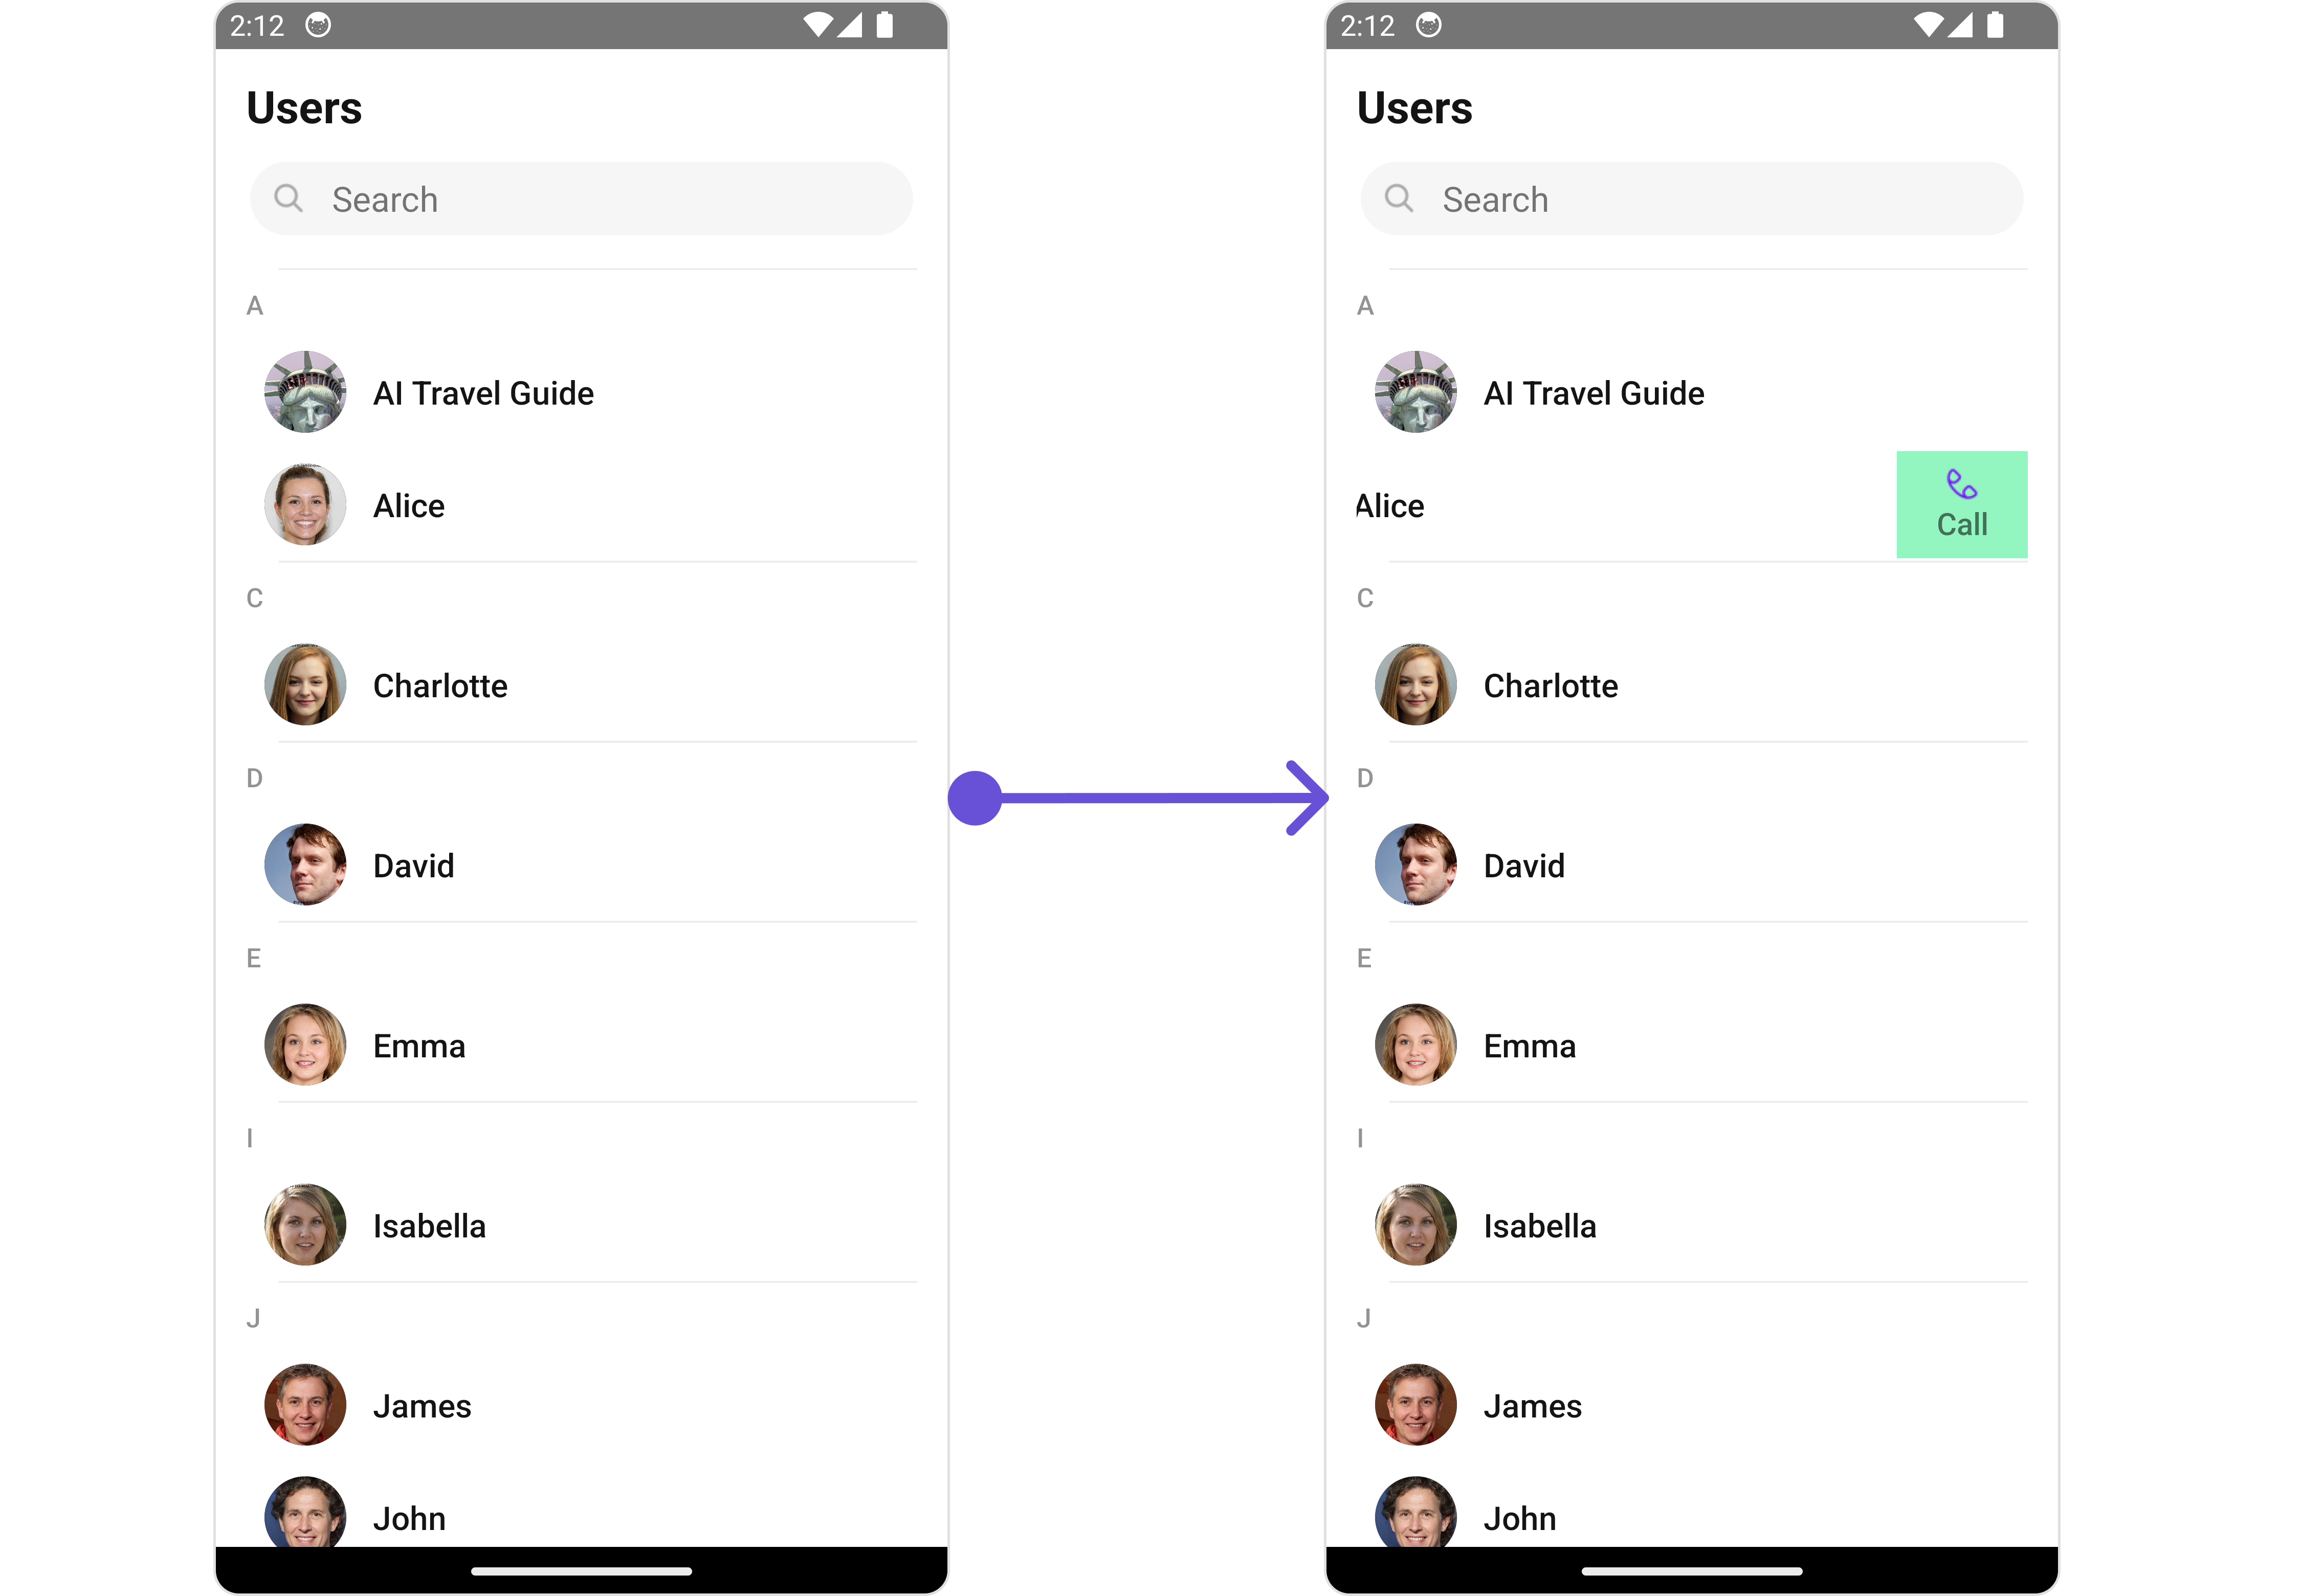 2:12
Users
Search
A
AI Travel Guide
Alice
C
Charlotte
D
David
E
Emma
I
Isabella
J
James
John
2:12
Users
Search
A
AI Travel Guide
Alice
Call
C
Charlotte
D
David
E
Emma
I
Isabella
J
James
John